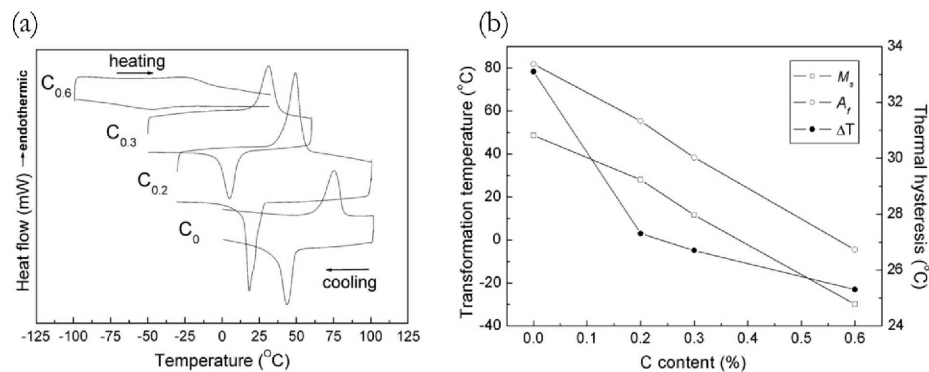 (a)
heating
C0.6
C0.3
C0.2
C0
cooling
Heat flow (mW) → endothermic
-125 -100 -75 -50 -25 0 25 50 75 100 125
Temperature (°C)
(b)
Ms
Af
ΔT
80
60
40
20
0
-20
-40
Transformation temperature (°C)
34
32
30
28
26
24
Thermal hysteresis (°C)
0.0 0.1 0.2 0.3 0.4 0.5 0.6
C content (%)